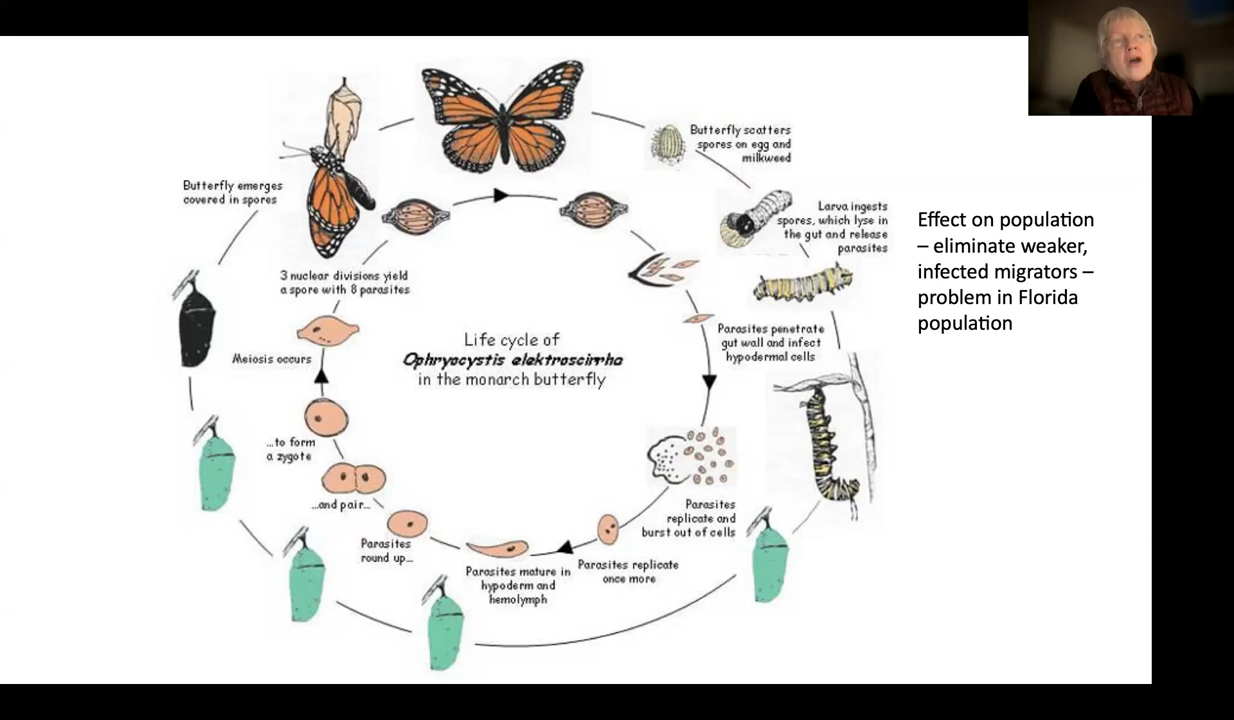 Butterfly scatters
spores on egg and
milkweed
Larva ingests
spores, which lyse in
the gut and release
parasites
Parasites penetrate
gut wall and infect
hypodermal cells
Parasites
replicate and
burst out of cells
Parasites replicate
once more
Parasites mature in
hypoderm and
hemolymph
Parasites
round up...
...and pair...
...to form
a zygote
Meiosis occurs
3 nuclear divisions yield
a spore with 8 parasites
Butterfly emerges
covered in spores
Life cycle of
Ophryocystis elektroscirrha
in the monarch butterfly
Effect on population
– eliminate weaker,
infected migrators –
problem in Florida
population